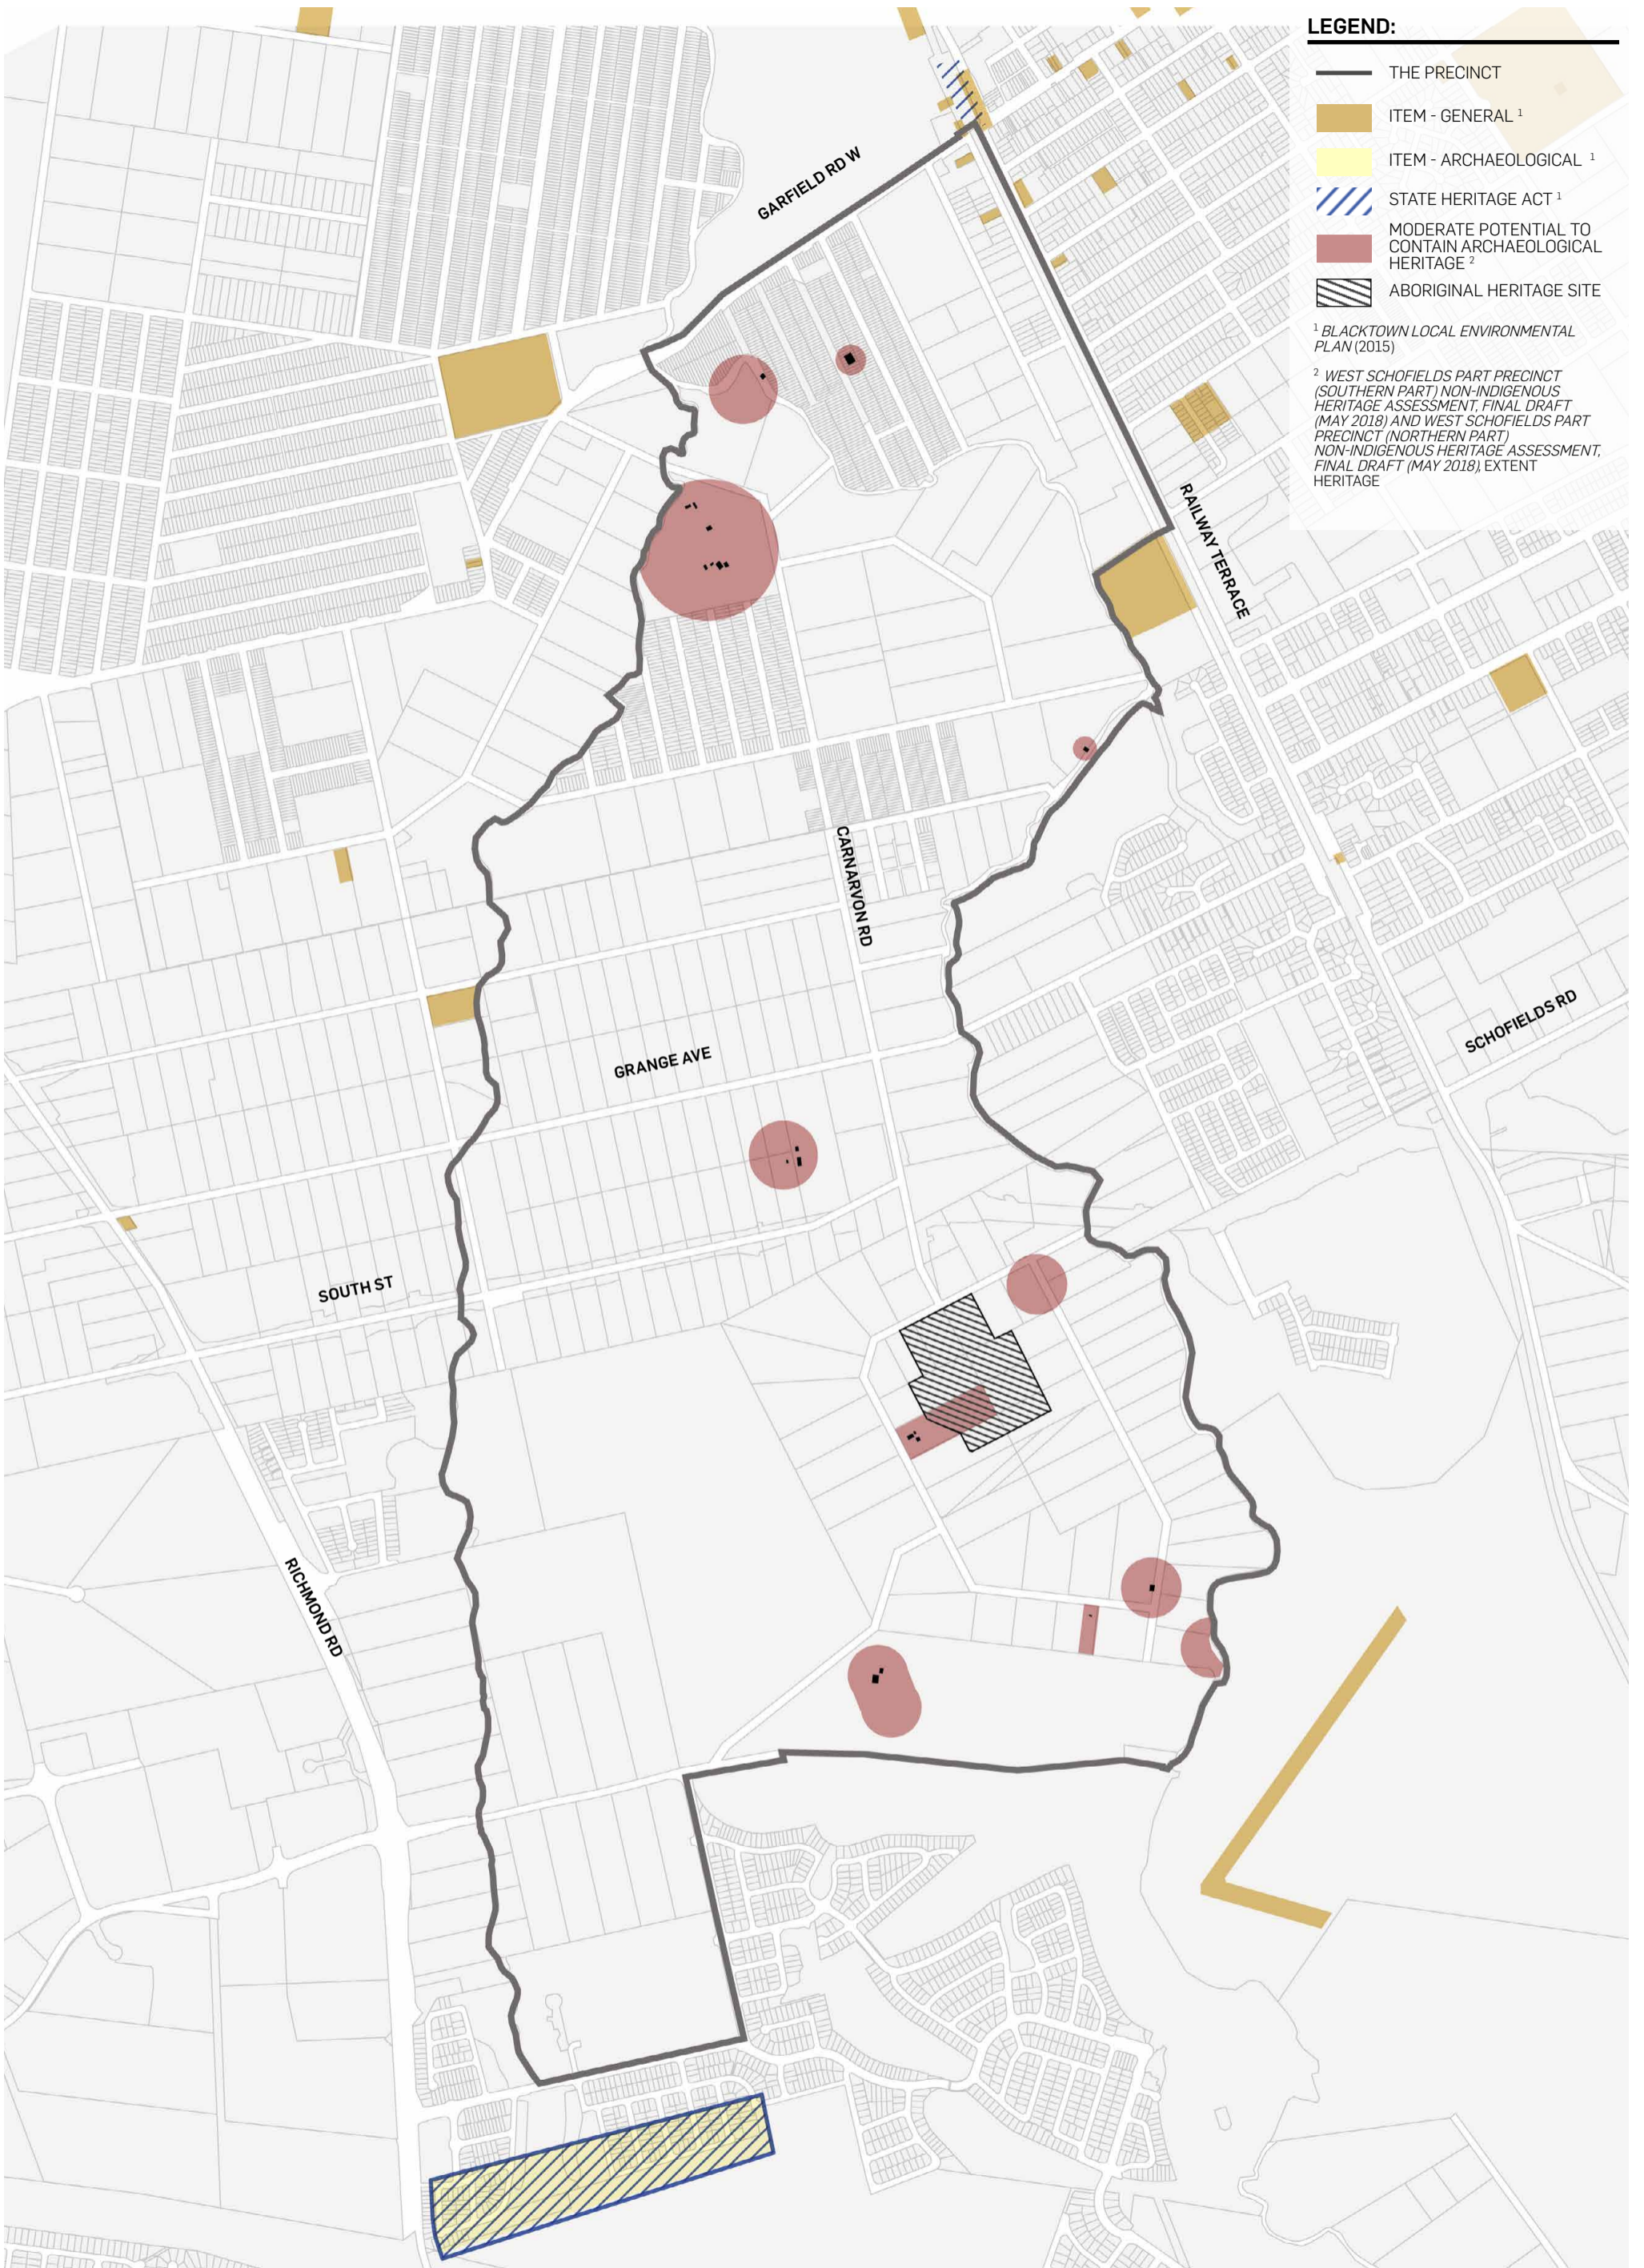 LEGEND:
THE PRECINCT
ITEM - GENERAL 1
ITEM - ARCHAEOLOGICAL 1
STATE HERITAGE ACT 1
MODERATE POTENTIAL TO
CONTAIN ARCHAEOLOGICAL
HERITAGE 2
ABORIGINAL HERITAGE SITE
1 BLACKTOWN LOCAL ENVIRONMENTAL
PLAN (2015)
2 WEST SCHOFIELDS PART PRECINCT
(SOUTHERN PART) NON-INDIGENOUS
HERITAGE ASSESSMENT, FINAL DRAFT
(MAY 2018) AND WEST SCHOFIELDS PART
PRECINCT (NORTHERN PART)
NON-INDIGENOUS HERITAGE ASSESSMENT,
FINAL DRAFT (MAY 2018), EXTENT
HERITAGE
GARFIELD RD W
RAILWAY TERRACE
CARNARVON RD
SCHOFIELDS RD
GRANGE AVE
SOUTH ST
RICHMOND RD